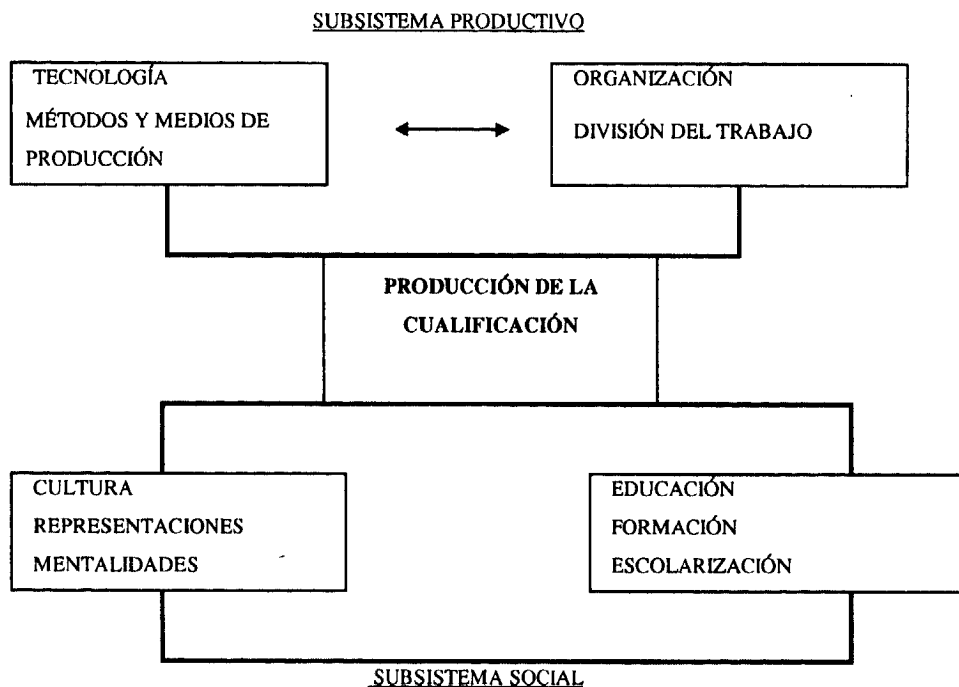 SUBSISTEMA PRODUCTIVO
TECNOLOGÍA
MÉTODOS Y MEDIOS DE
PRODUCCIÓN
ORGANIZACIÓN
DIVISIÓN DEL TRABAJO
PRODUCCIÓN DE LA
CUALIFICACIÓN
CULTURA
REPRESENTACIONES
MENTALIDADES
EDUCACIÓN
FORMACIÓN
ESCOLARIZACIÓN
SUBSISTEMA SOCIAL